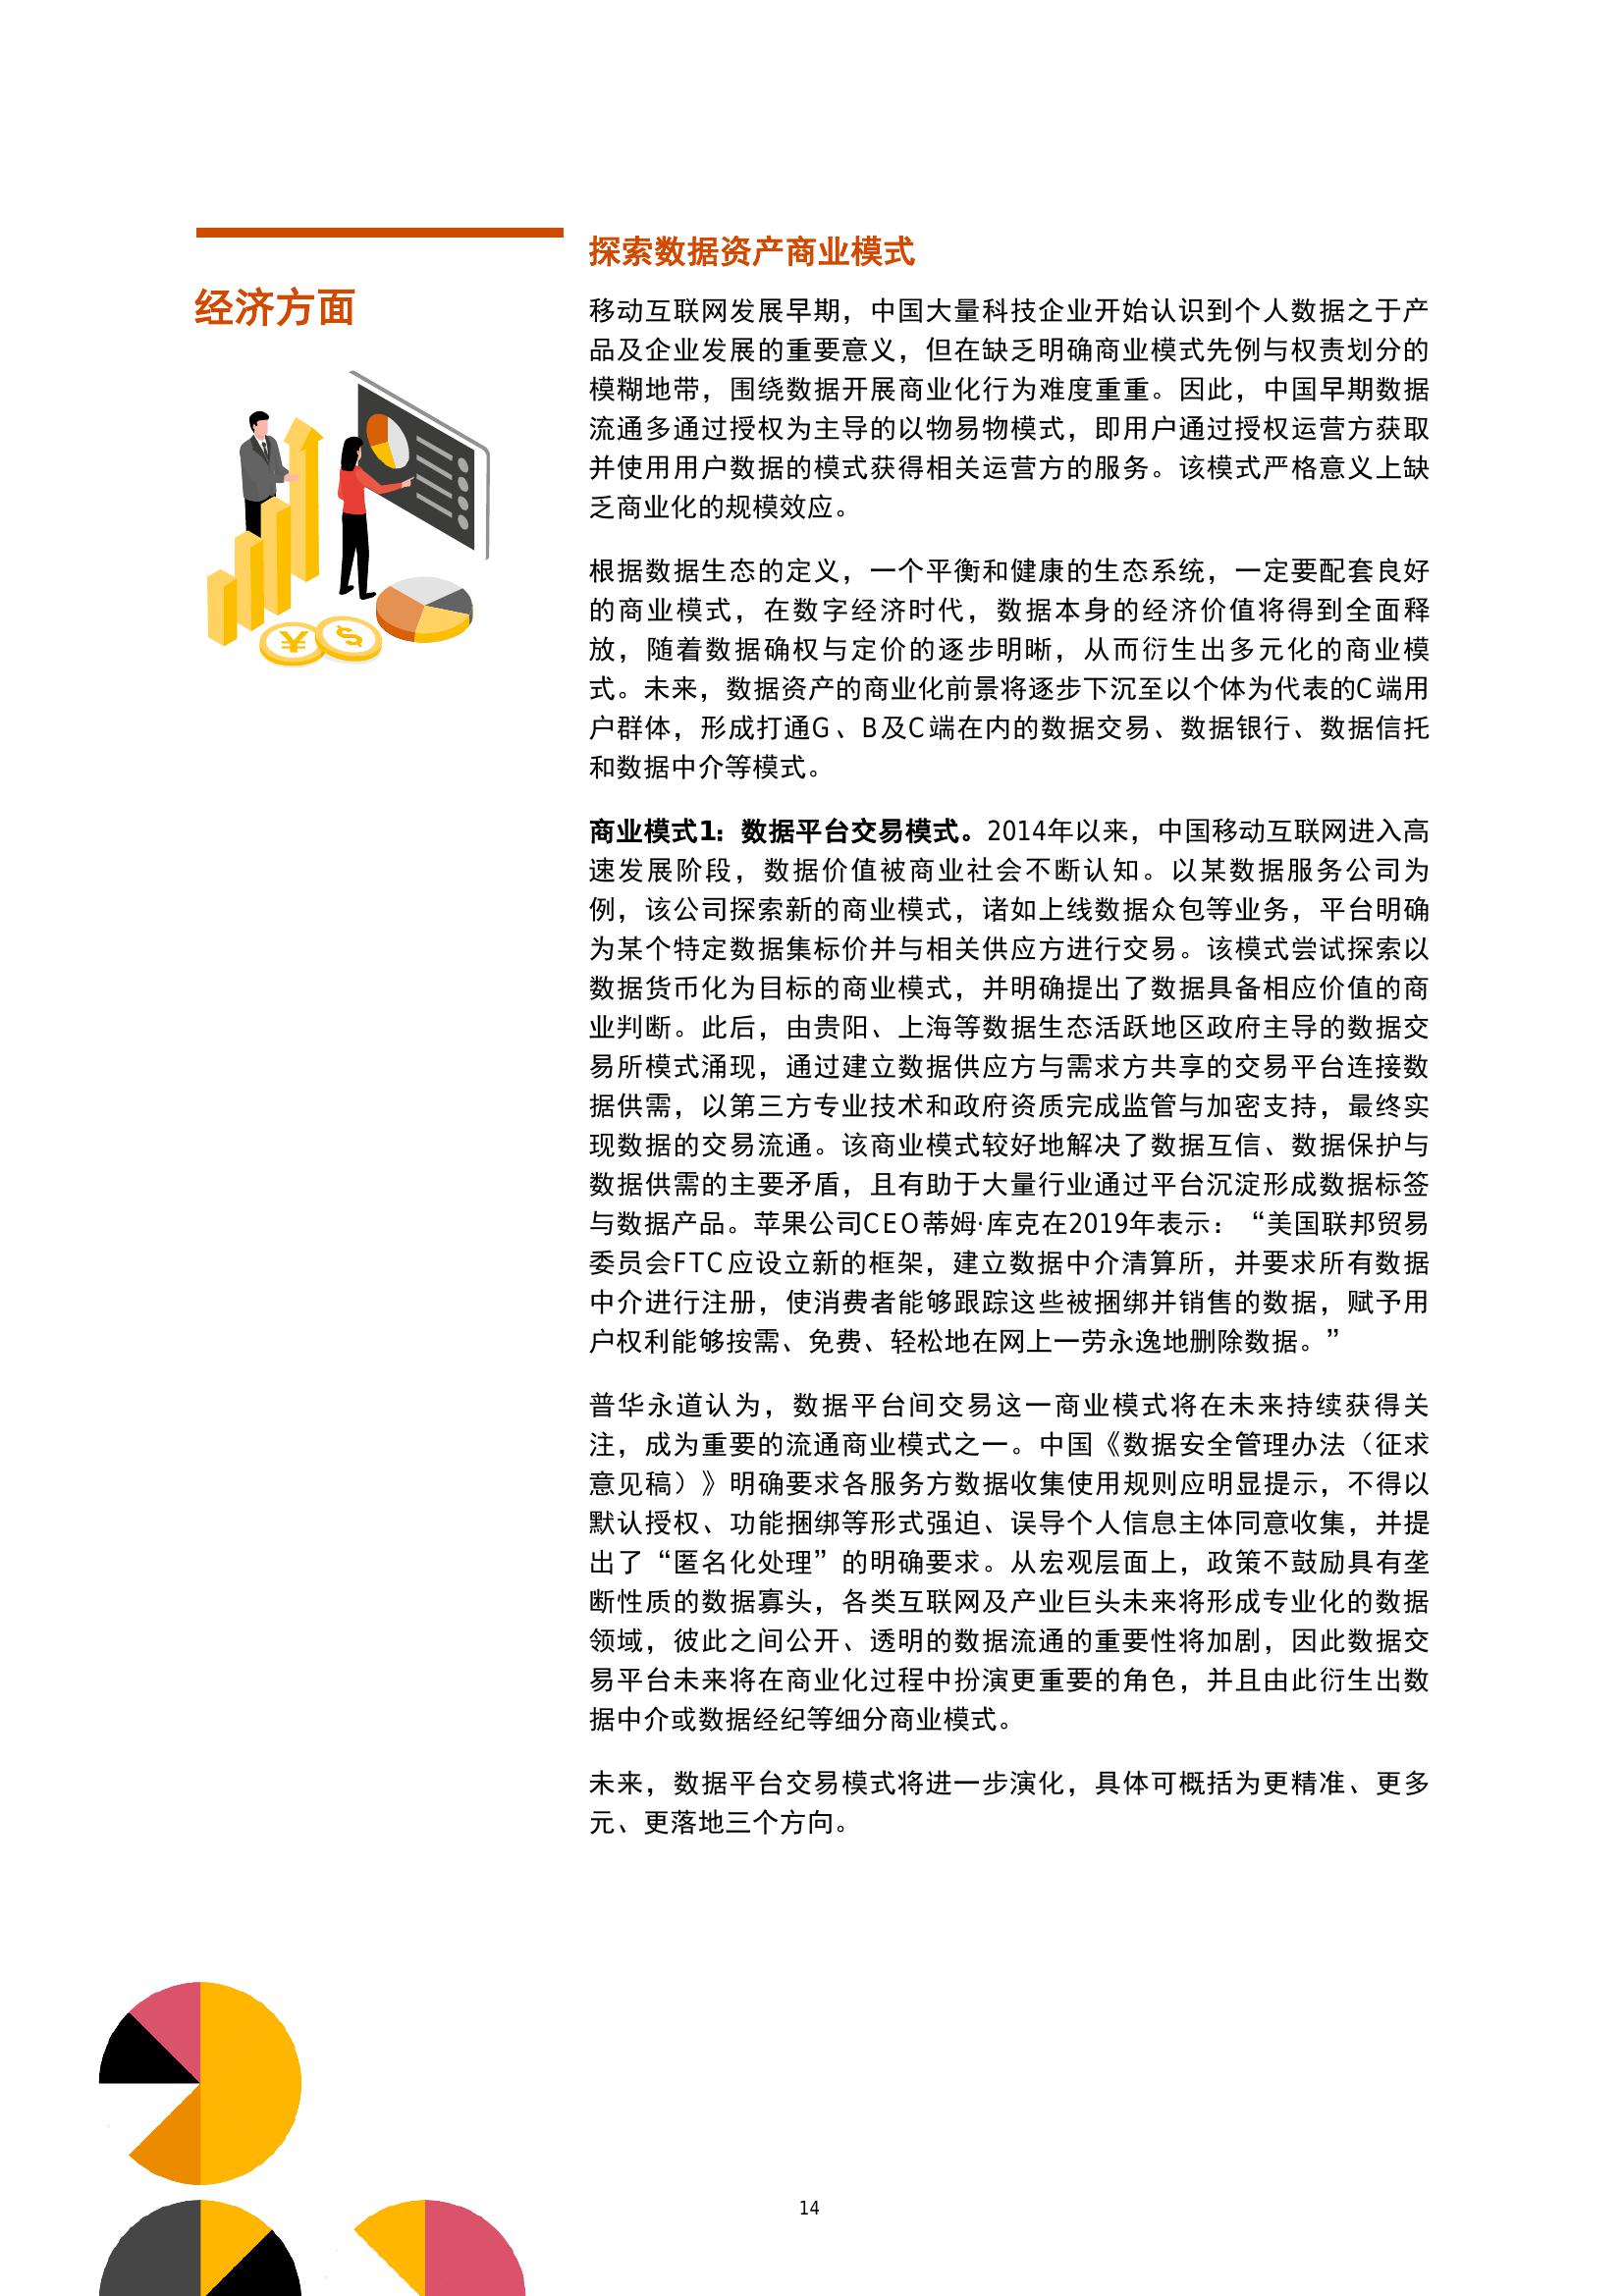 经济方面
¥
$
探索数据资产商业模式
移动互联网发展早期，中国大量科技企业开始认识到个人数据之于产
品及企业发展的重要意义，但在缺乏明确商业模式先例与权责划分的
模糊地带，围绕数据开展商业化行为难度重重。因此，中国早期数据
流通多通过授权为主导的以物易物模式，即用户通过授权运营方获取
并使用用户数据的模式获得相关运营方的服务。该模式严格意义上缺
乏商业化的规模效应。
根据数据生态的定义，一个平衡和健康的生态系统，一定要配套良好
的商业模式，在数字经济时代，数据本身的经济价值将得到全面释
放，随着数据确权与定价的逐步明晰，从而衍生出多元化的商业模
式。未来，数据资产的商业化前景将逐步下沉至以个体为代表的C端用
户群体，形成打通G、B及C端在内的数据交易、数据银行、数据信托
和数据中介等模式。
商业模式1：数据平台交易模式。2014年以来，中国移动互联网进入高
速发展阶段，数据价值被商业社会不断认知。以某数据服务公司为
例，该公司探索新的商业模式，诸如上线数据众包等业务，平台明确
为某个特定数据集标价并与相关供应方进行交易。该模式尝试探索以
数据货币化为目标的商业模式，并明确提出了数据具备相应价值的商
业判断。此后，由贵阳、上海等数据生态活跃地区政府主导的数据交
易所模式涌现，通过建立数据供应方与需求方共享的交易平台连接数
据供需，以第三方专业技术和政府资质完成监管与加密支持，最终实
现数据的交易流通。该商业模式较好地解决了数据互信、数据保护与
数据供需的主要矛盾，且有助于大量行业通过平台沉淀形成数据标签
与数据产品。苹果公司CEO蒂姆·库克在2019年表示：“美国联邦贸易
委员会FTC应设立新的框架，建立数据中介清算所，并要求所有数据
中介进行注册，使消费者能够跟踪这些被捆绑并销售的数据，赋予用
户权利能够按需、免费、轻松地在网上一劳永逸地删除数据。”
普华永道认为，数据平台间交易这一商业模式将在未来持续获得关
注，成为重要的流通商业模式之一。中国《数据安全管理办法（征求
意见稿）》明确要求各服务方数据收集使用规则应明显提示，不得以
默认授权、功能捆绑等形式强迫、误导个人信息主体同意收集，并提
出了“匿名化处理”的明确要求。从宏观层面上，政策不鼓励具有垄
断性质的数据寡头，各类互联网及产业巨头未来将形成专业化的数据
领域，彼此之间公开、透明的数据流通的重要性将加剧，因此数据交
易平台未来将在商业化过程中扮演更重要的角色，并且由此衍生出数
据中介或数据经纪等细分商业模式。
未来，数据平台交易模式将进一步演化，具体可概括为更精准、更多
元、更落地三个方向。
14